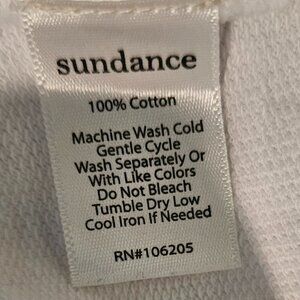 sundance
100% Cotton
Machine Wash Cold
Gentle Cycle
Wash Separately Or
With Like Colors
Do Not Bleach
Tumble Dry Low
Cool Iron If Needed
RN#106205